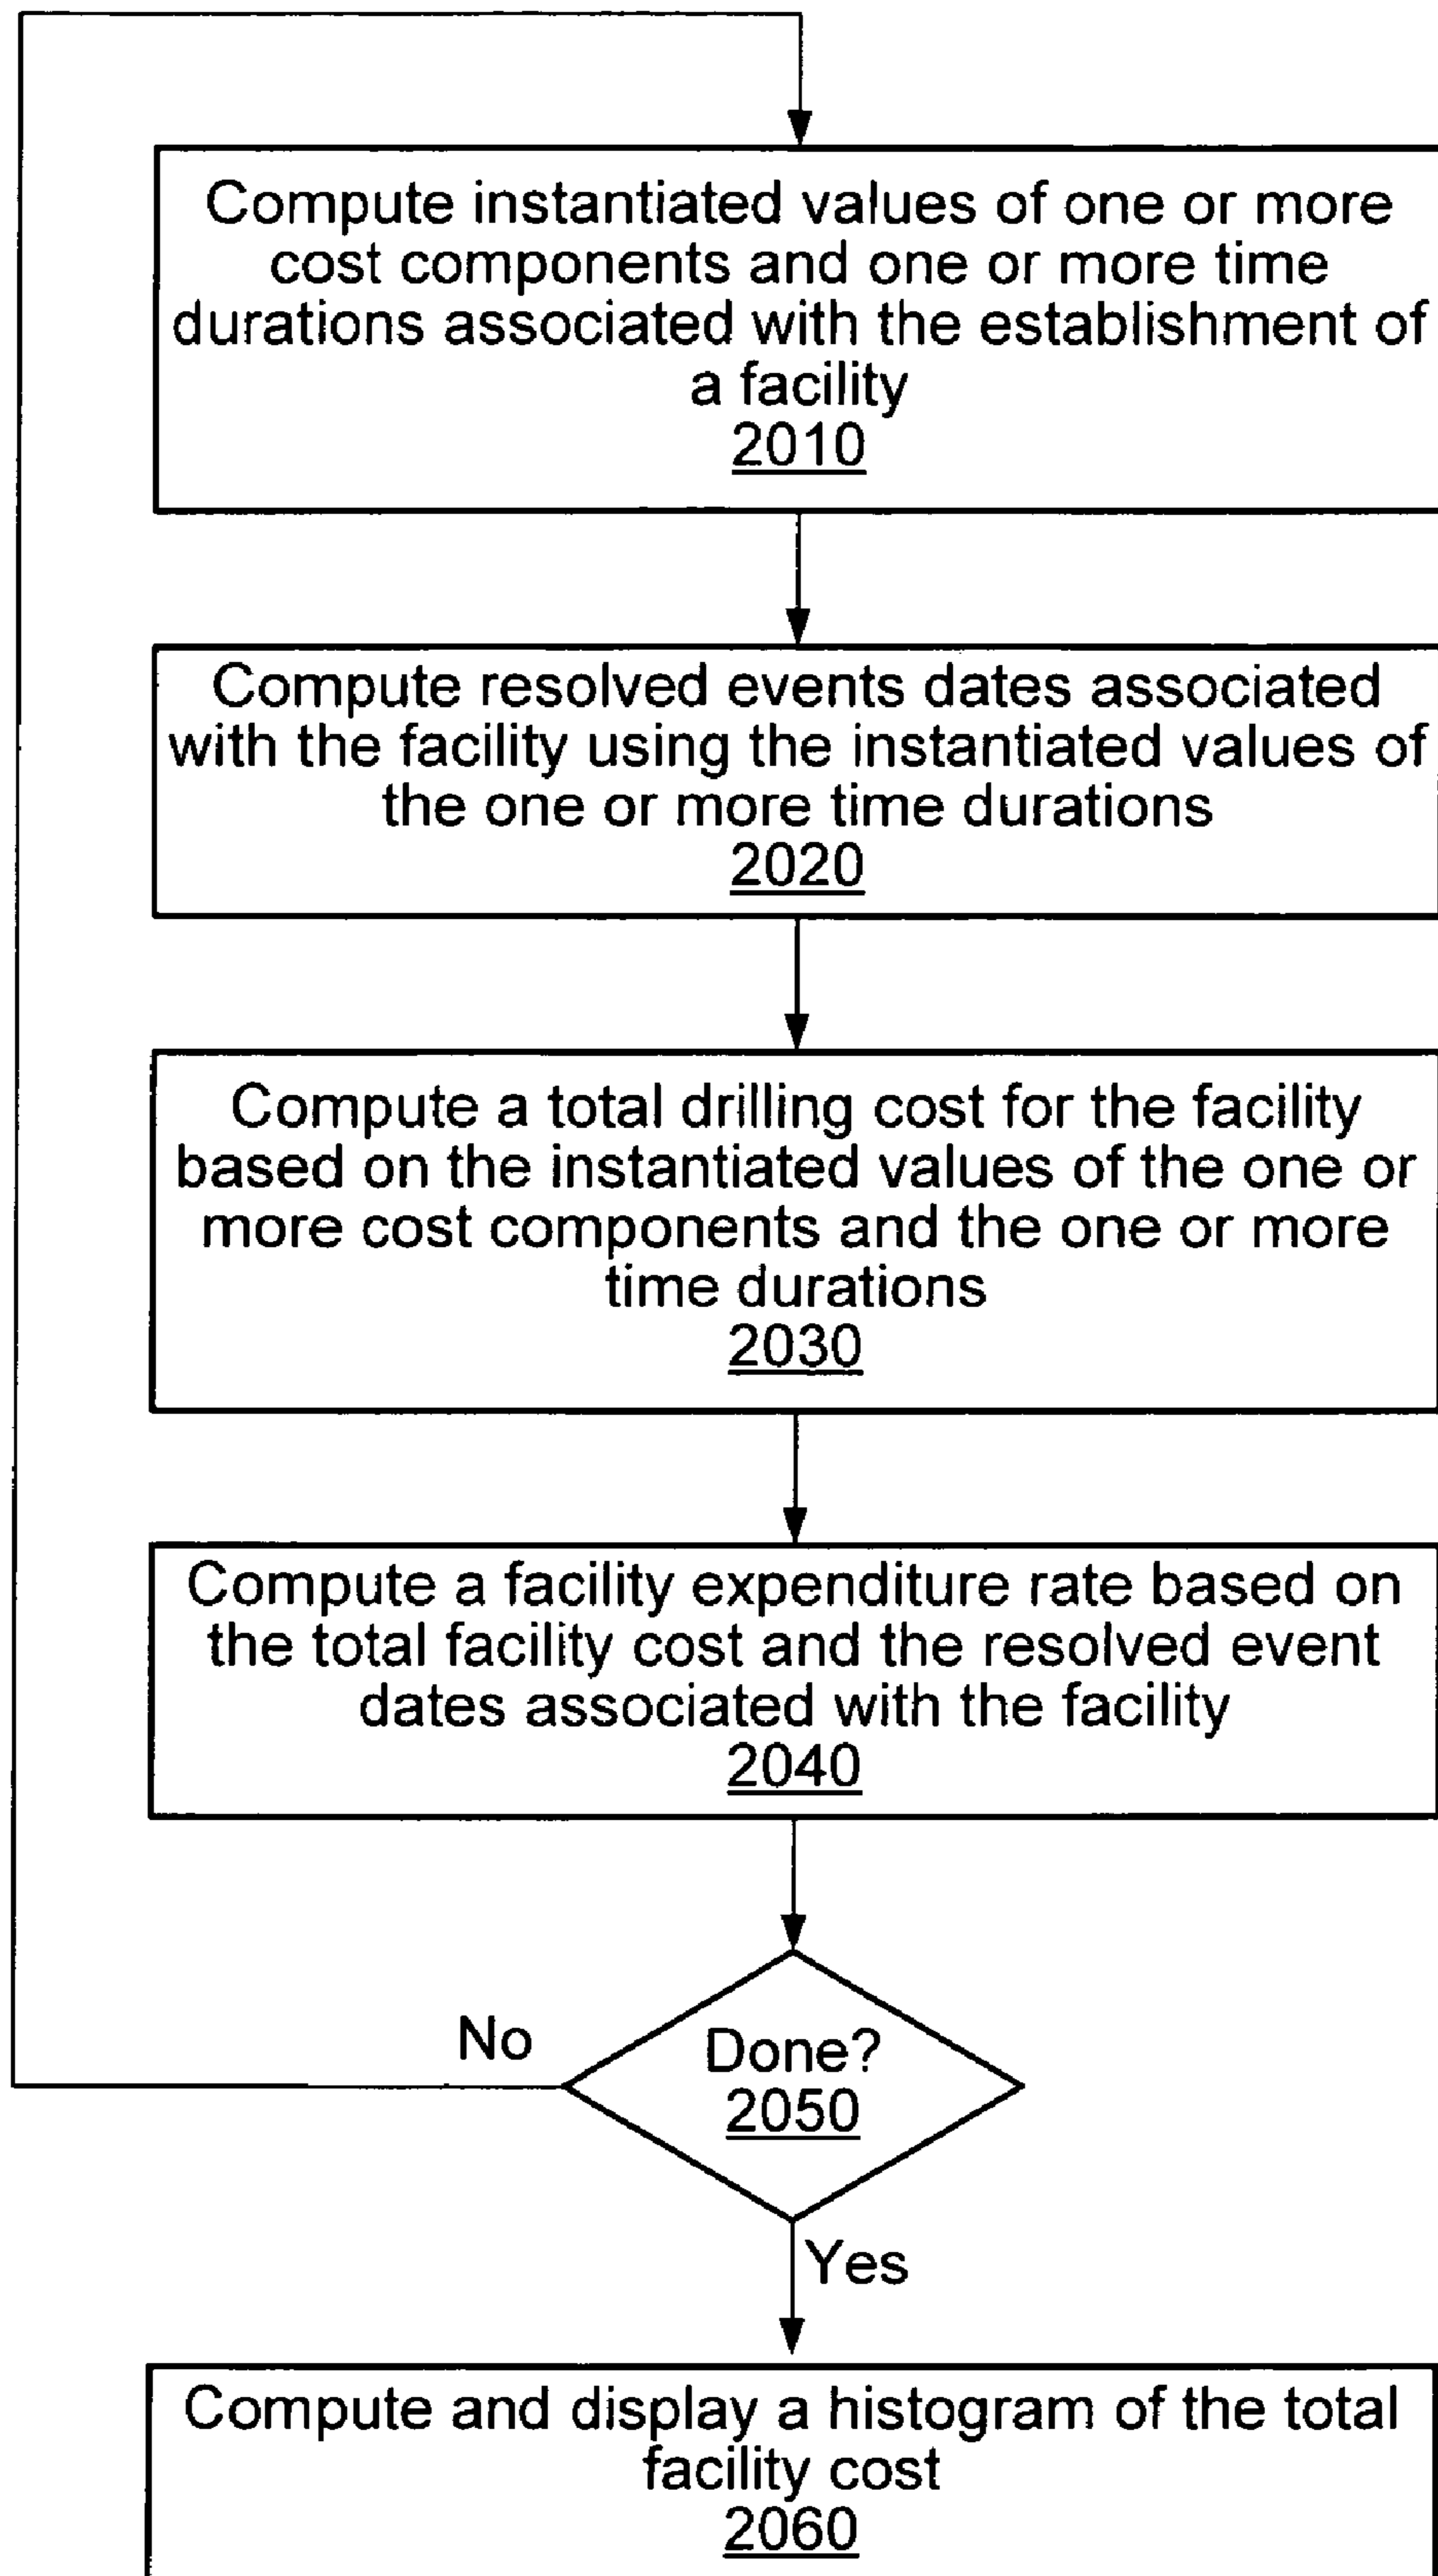 Compute instantiated values of one or more
cost components and one or more time
durations associated with the establishment of
a facility
2010
Compute resolved events dates associated
with the facility using the instantiated values of
the one or more time durations
2020
Compute a total drilling cost for the facility
based on the instantiated values of the one or
more cost components and the one or more
time durations
2030
Compute a facility expenditure rate based on
the total facility cost and the resolved event
dates associated with the facility
2040
No
Done?
2050
Yes
Compute and display a histogram of the total
facility cost
2060